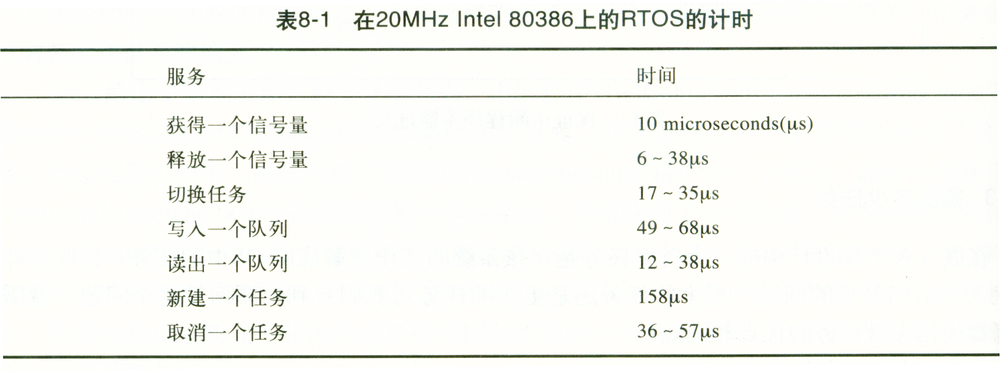 表8-1 在20MHz Intel 80386上的RTOS的计时
服务 时间
获得一个信号量 10 microseconds(μs)
释放一个信号量 6 ~ 38μs
切换任务 17 ~ 35μs
写入一个队列 49 ~ 68μs
读出一个队列 12 ~ 38μs
新建一个任务 158μs
取消一个任务 36 ~ 57μs